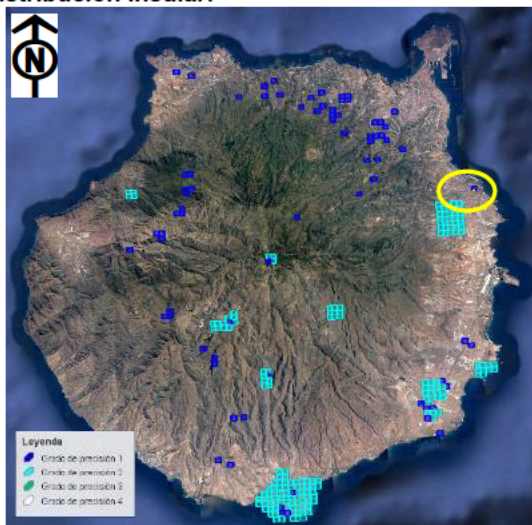 N
Leyenda
Grado de precisión 1
Grado de precisión 2
Grado de precisión 3
Grado de precisión 4